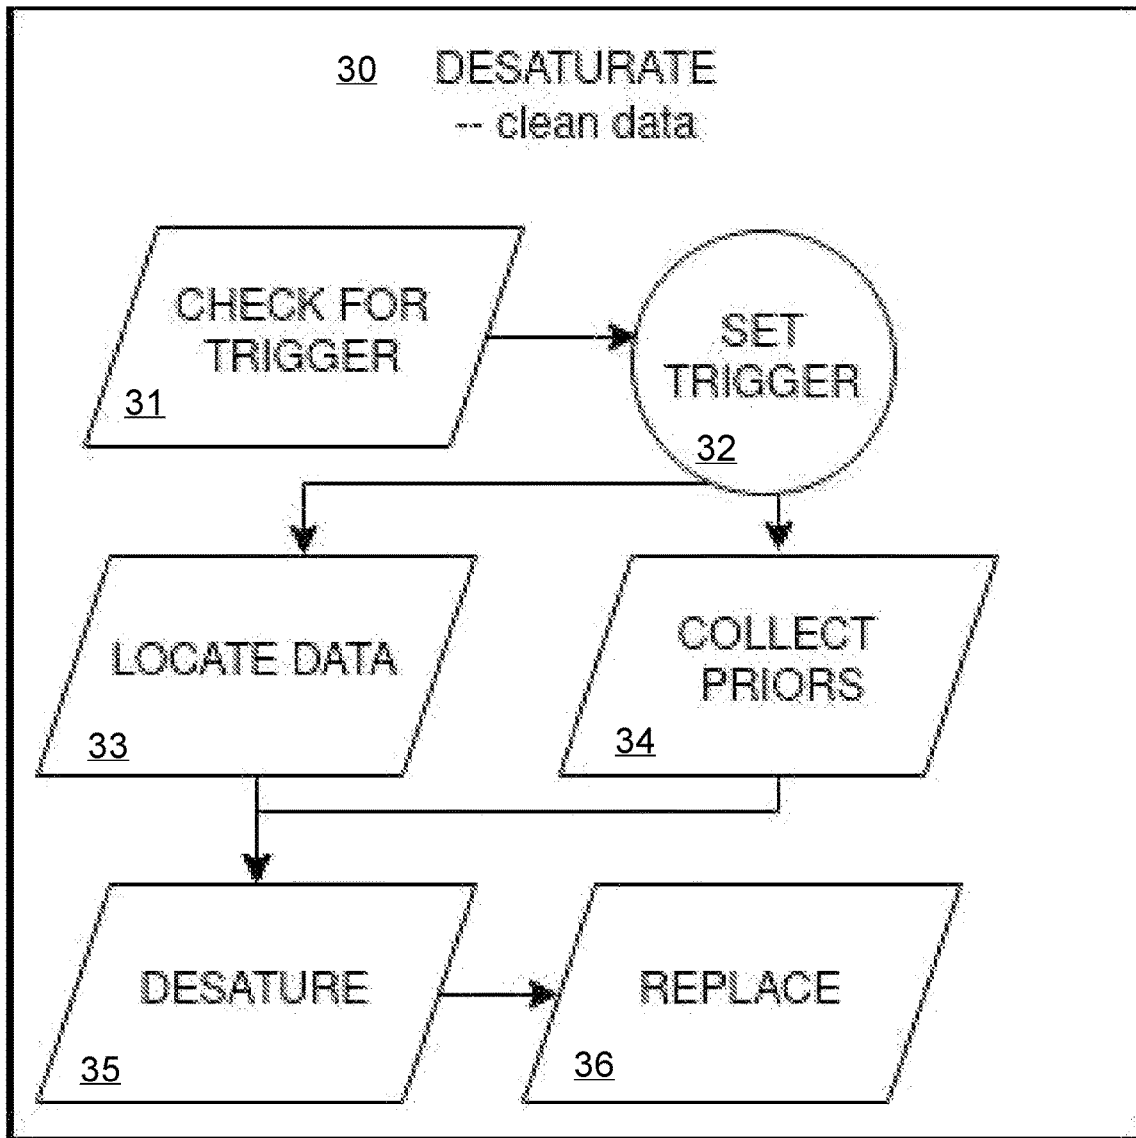 30 DESATURATE
-- clean data
CHECK FOR
TRIGGER
31
SET
TRIGGER
32
LOCATE DATA
33
COLLECT
PRIORS
34
DESATURE
35
REPLACE
36